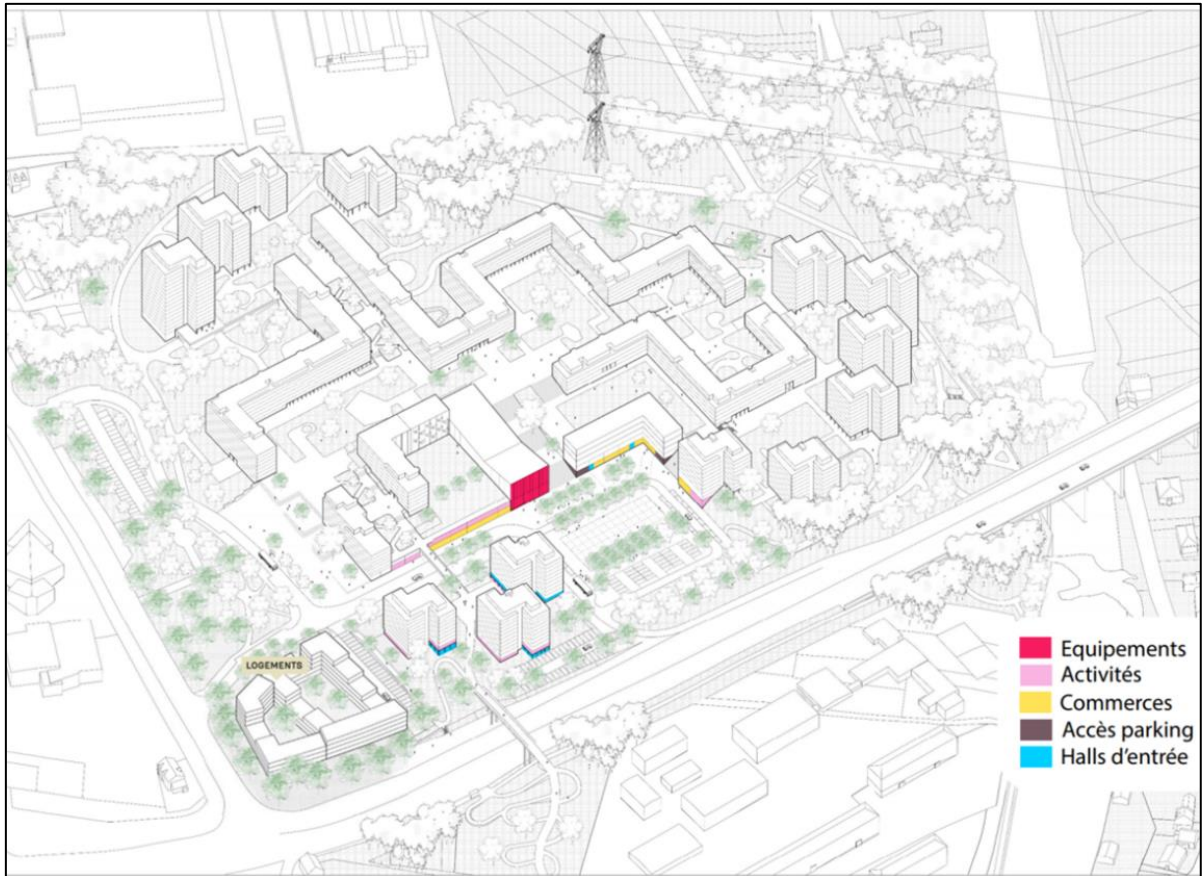 LOGEMENTS
Equipements
Activités
Commerces
Accès parking
Halls d'entrée